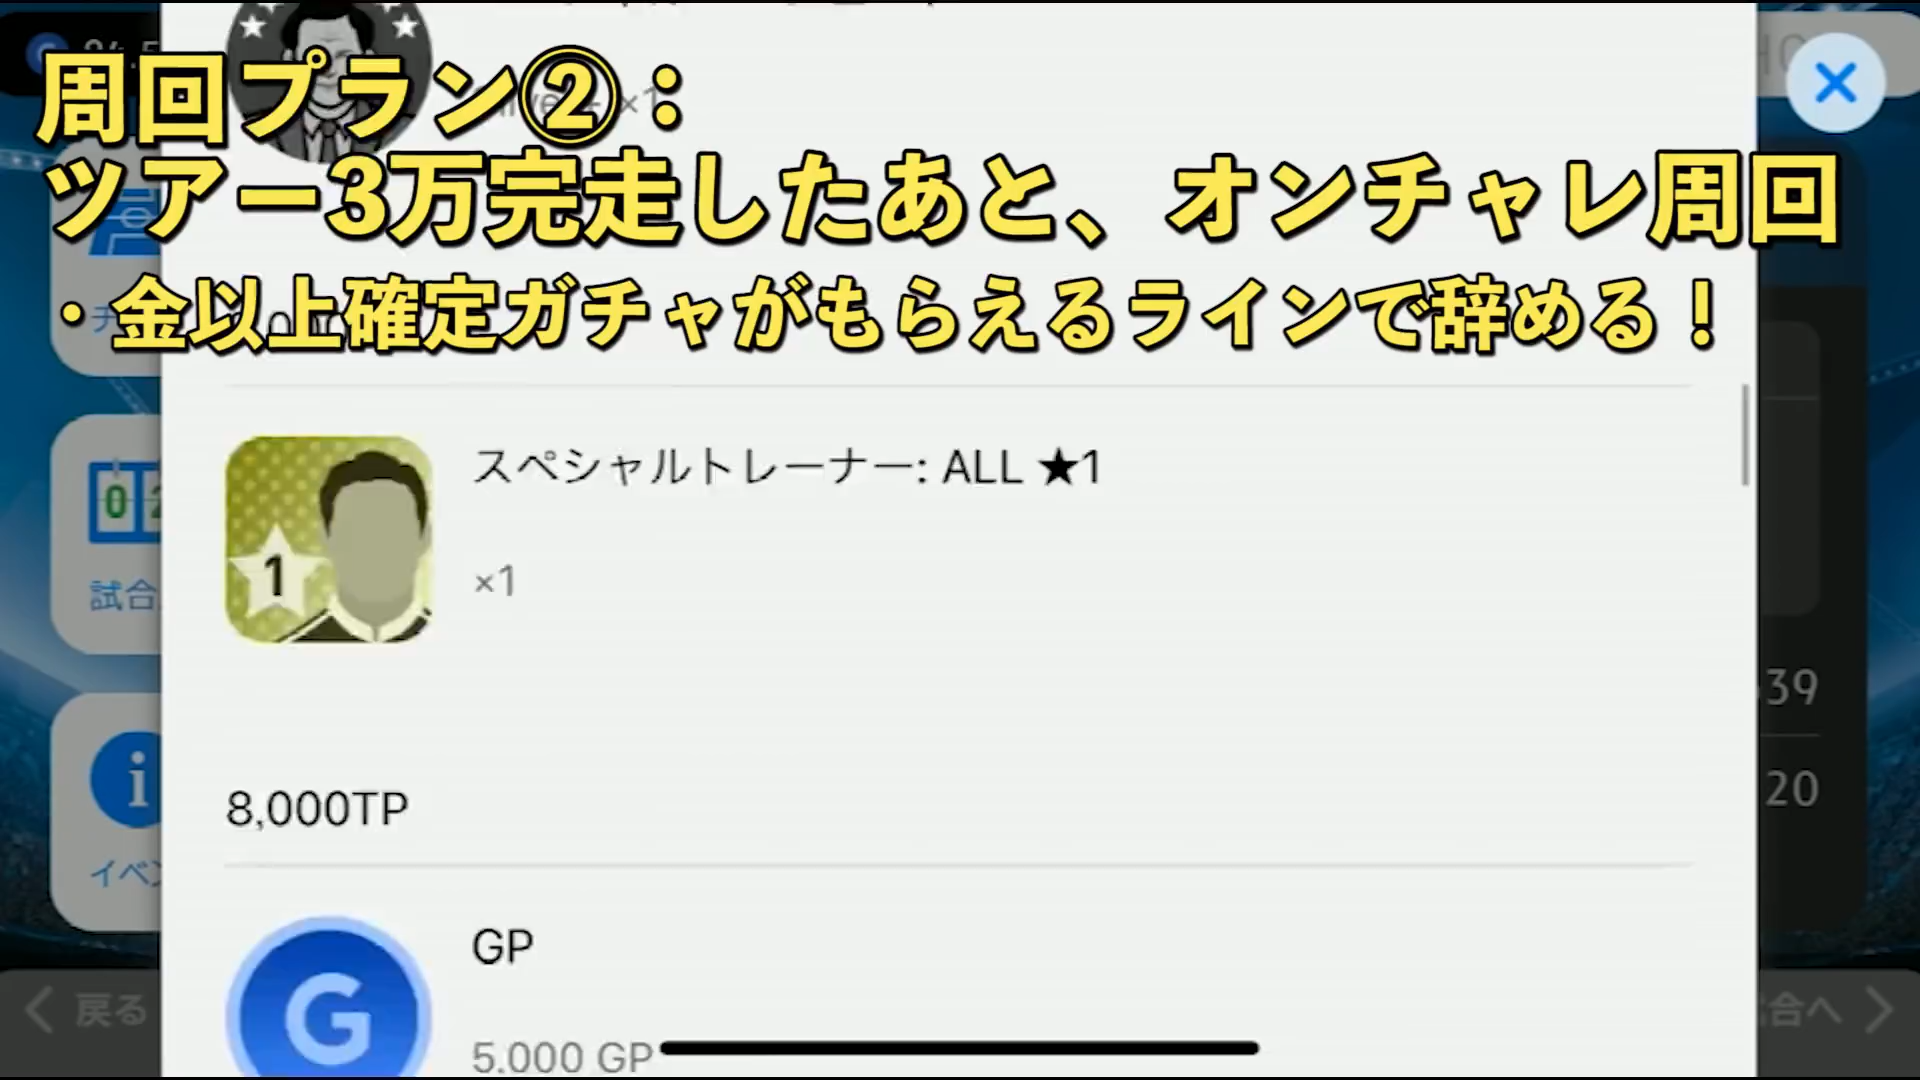 周回プラン②：
ツアー3万完走したあと、オンチャレ周回
・金以上確定ガチャがもらえるラインで辞める！
×1
スペシャルトレーナー: ALL ★1
1
×1
試合
39
8,000TP
20
イベン
GP
G
戻る
合へ
5,000 GP